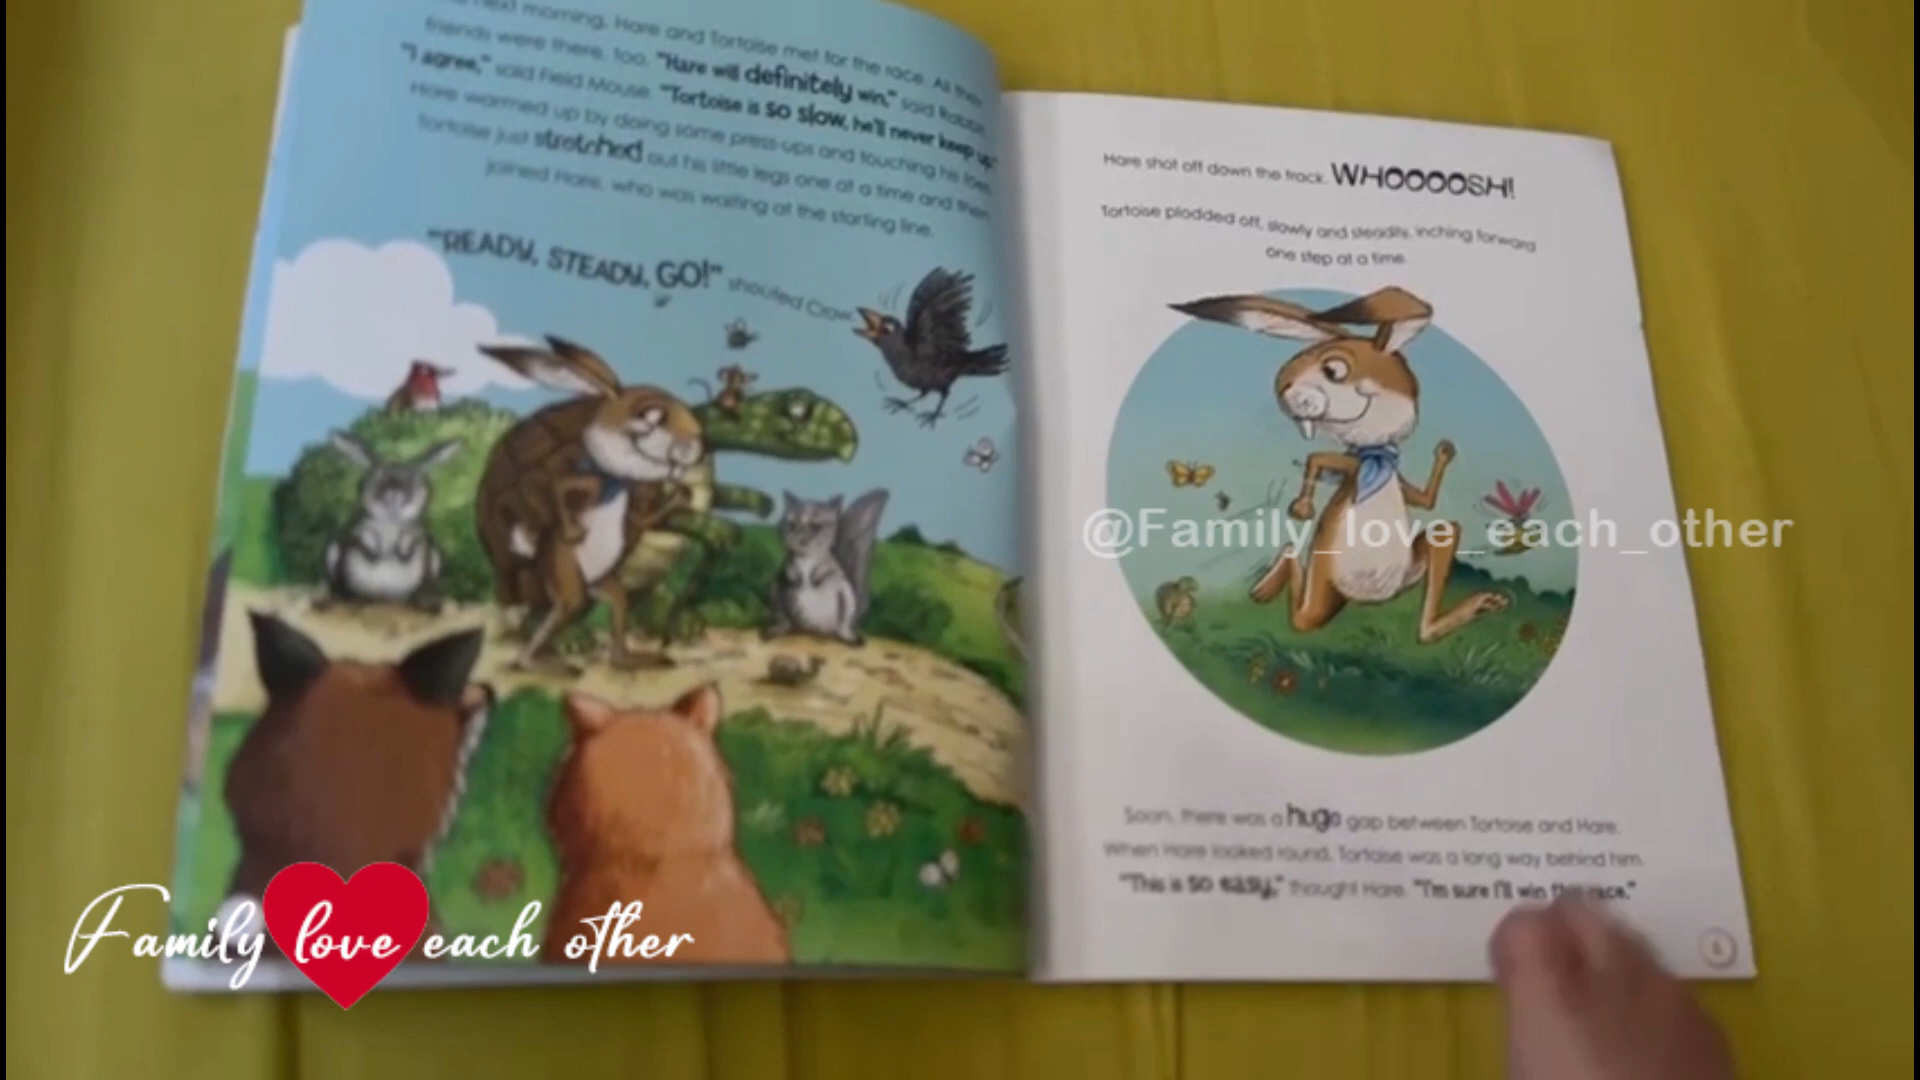 next morning, Hare and Tortoise met for the race. All their
friends were there, too. "Hare will definitely win," said Rabbit.
"I agree," said Field Mouse. "Tortoise is so slow, he'll never keep up."
Hare warmed up by doing some press-ups and touching his toes.
Tortoise just stretched out his little legs one at a time and then
joined Hare, who was waiting at the starting line.
"READY, STEADY, GO!" shouted Crow.
Hare shot off down the track. WHOOOOSH!
Tortoise plodded off, slowly and steadily, inching forward
one step at a time.
@Family_love_each_other
Soon, there was a huge gap between Tortoise and Hare.
When Hare looked round, Tortoise was a long way behind him.
"This is so easy," thought Hare. "I'm sure I'll win this race."
Family love each other